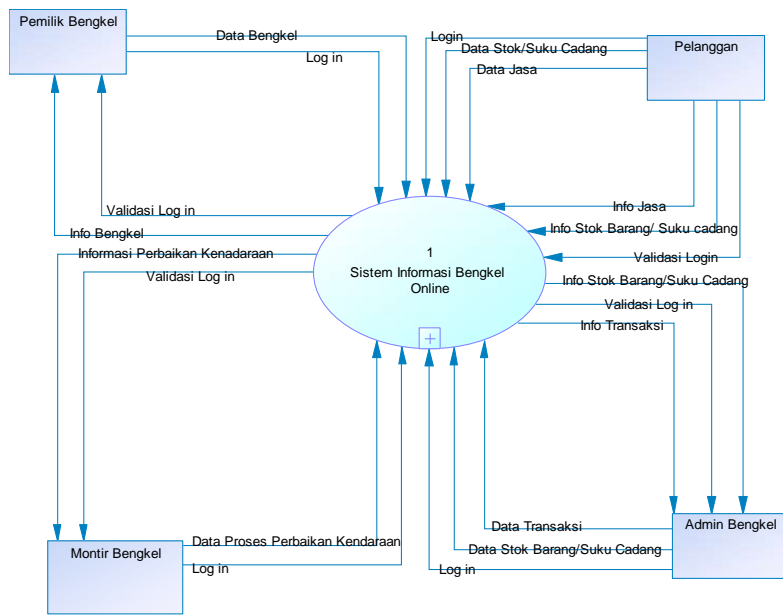 Pemilik Bengkel
Data Bengkel
Log in
Login
Data Stok/Suku Cadang
Data Jasa
Pelanggan
Validasi Log in
Info Bengkel
Informasi Perbaikan Kenadaraan
Validasi Log in
1
Sistem Informasi Bengkel
Online
Info Jasa
Info Stok Barang/ Suku cadang
Validasi Login
Info Stok Barang/Suku Cadang
Validasi Log in
Info Transaksi
Montir Bengkel
Data Proses Perbaikan Kendaraan
Log in
Data Transaksi
Data Stok Barang/Suku Cadang
Log in
Admin Bengkel